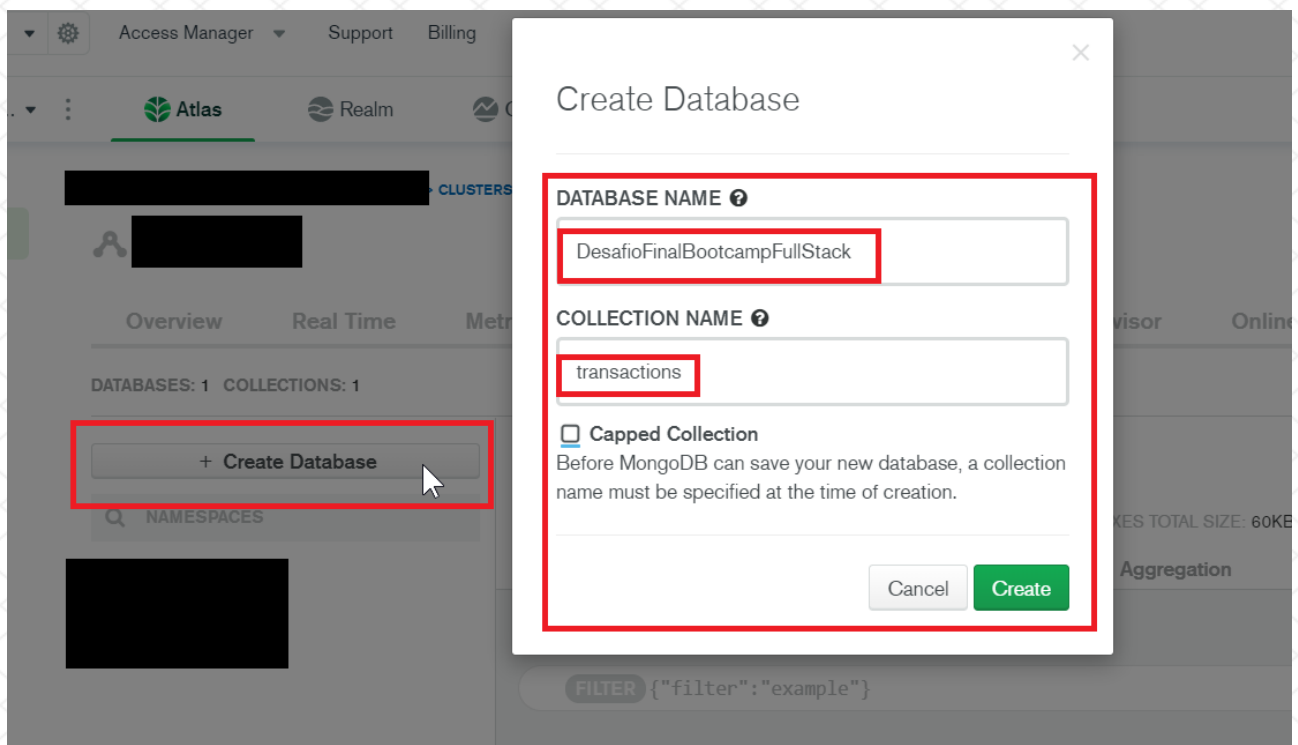 Access Manager Support Billing
Atlas Realm
CLUSTERS
Overview Real Time Metr
DATABASES: 1 COLLECTIONS: 1
+ Create Database
NAMESPACES
Create Database
DATABASE NAME
DesafioFinalBootcampFullStack
COLLECTION NAME
transactions
Capped Collection
Before MongoDB can save your new database, a collection
name must be specified at the time of creation.
Cancel Create
visor Online
XES TOTAL SIZE: 60KB
Aggregation
FILTER {"filter":"example"}